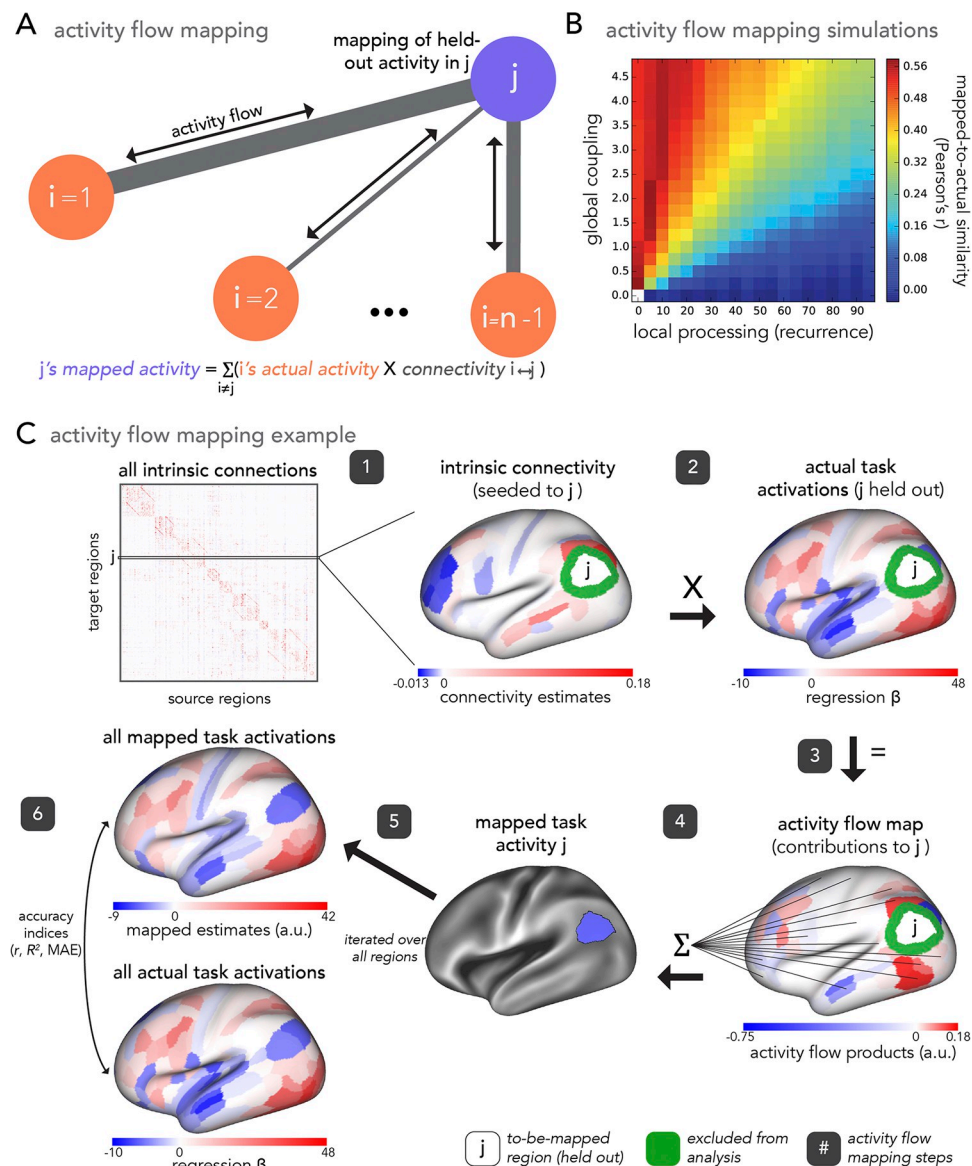 A activity flow mapping
mapping of held-
out activity in j
j
activity flow
i=1
i=2
•••
i=n-1
j's mapped activity = Σ(i's actual activity X connectivity i↔j )
i≠j
B activity flow mapping simulations
global coupling
4.5
4.0
3.5
3.0
2.5
2.0
1.5
1.0
0.5
0.0
0 10 20 30 40 50 60 70 80 90
local processing (recurrence)
0.56
0.48
0.40
0.32
0.24
0.16
0.08
0.00
mapped-to-actual similarity
(Pearson's r)
C activity flow mapping example
all intrinsic connections
target regions
j
source regions
1
intrinsic connectivity
(seeded to j )
j
-0.013 0 0.18
connectivity estimates
X
2
actual task
activations (j held out)
j
-10 0 48
regression β
3 =
4
activity flow map
(contributions to j )
j
Σ
-0.75 0 0.18
activity flow products (a.u.)
5
mapped task
activity j
iterated over
all regions
6
all mapped task activations
-9 0 42
mapped estimates (a.u.)
accuracy
indices
(r, R², MAE)
all actual task activations
-10 0 48
regression β
j to-be-mapped
region (held out)
excluded from
analysis
# activity flow
mapping steps